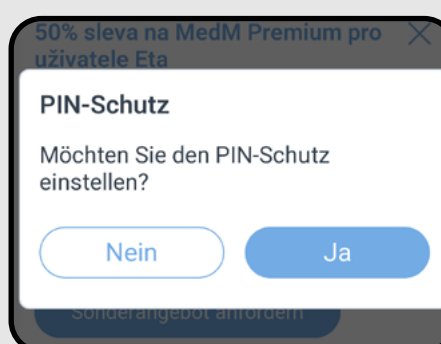 50% sleva na MedM Premium pro
uživatele Eta
PIN-Schutz
Möchten Sie den PIN-Schutz
einstellen?
Nein
Ja
Sonderangebot anfordern